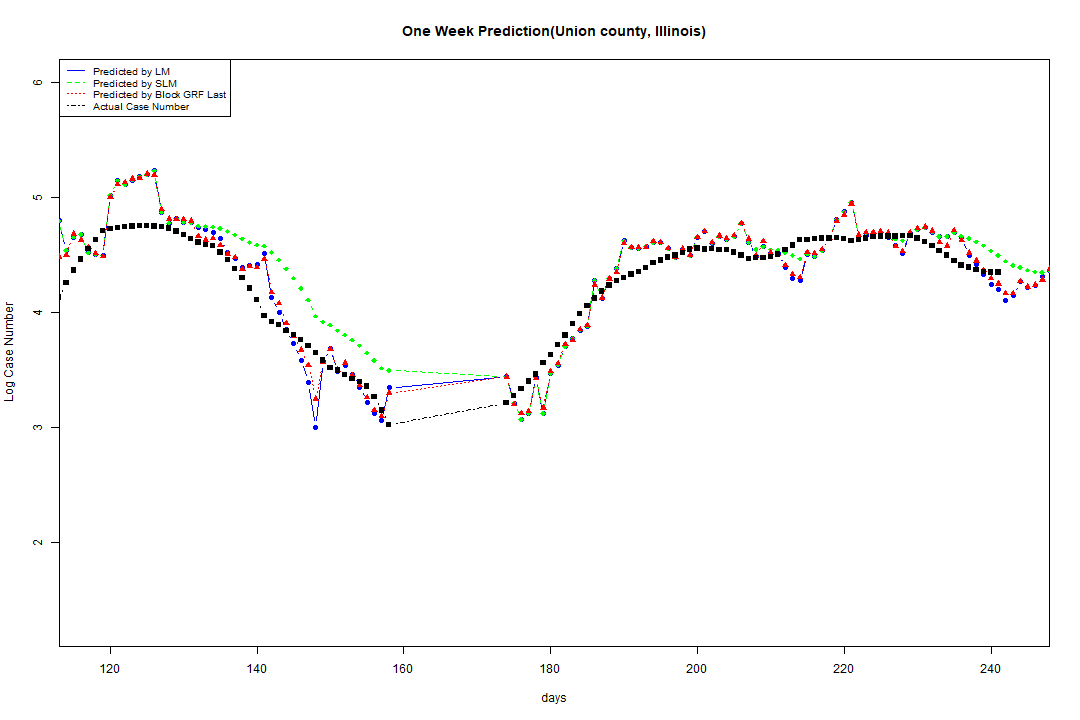 One Week Prediction(Union county, Illinois)
Predicted by LM
Predicted by SLM
Predicted by Block GRF Last
Actual Case Number
6
5
4
3
2
Log Case Number
120 140 160 180 200 220 240
days